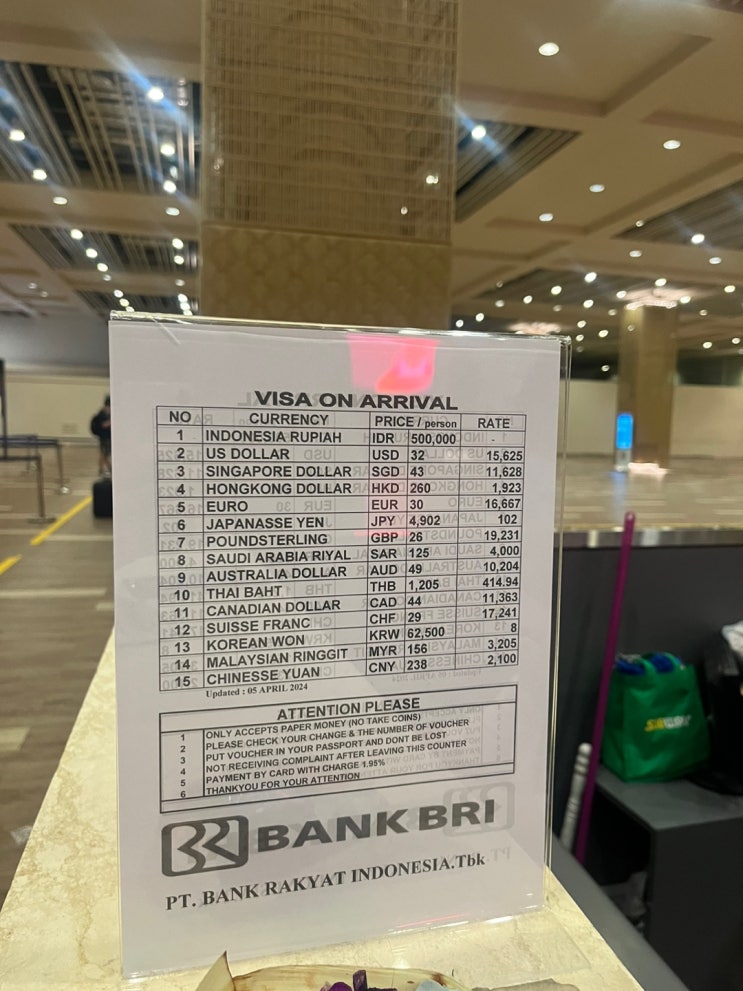 VISA ON ARRIVAL
NO CURRENCY PRICE / person RATE
1 INDONESIA RUPIAH IDR 500,000 -
2 US DOLLAR USD 32 15,625
3 SINGAPORE DOLLAR SGD 43 11,628
4 HONGKONG DOLLAR HKD 260 1,923
5 EURO EUR 30 16,667
6 JAPANASSE YEN JPY 4,902 102
7 POUNDSTERLING GBP 26 19,231
8 SAUDI ARABIA RIYAL SAR 125 4,000
9 AUSTRALIA DOLLAR AUD 49 10,204
10 THAI BAHT THB 1,205 414.94
11 CANADIAN DOLLAR CAD 44 11,363
12 SUISSE FRANC CHF 29 17,241
13 KOREAN WON KRW 62,500 8
14 MALAYSIAN RINGGIT MYR 156 3,205
15 CHINESSE YUAN CNY 238 2,100
Updated : 05 APRIL 2024
ATTENTION PLEASE
1 ONLY ACCEPTS PAPER MONEY (NO TAKE COINS)
2 PLEASE CHECK YOUR CHANGE & THE NUMBER OF VOUCHER
3 PUT VOUCHER IN YOUR PASSPORT AND DONT BE LOST
4 NOT RECEIVING COMPLAINT AFTER LEAVING THIS COUNTER
5 PAYMENT BY CARD WITH CHARGE 1.95%
6 THANKYOU FOR YOUR ATTENTION
BANK BRI
PT. BANK RAKYAT INDONESIA.Tbk
SUBWAY